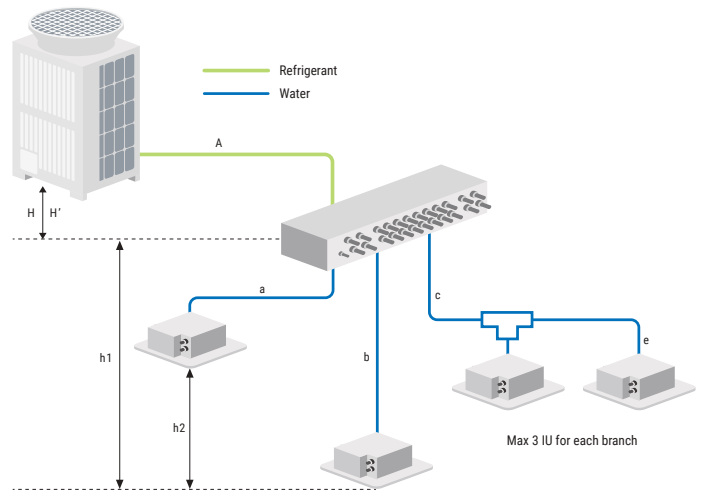 Refrigerant
Water
A
H H'
a
c
h1
b
e
h2
Max 3 IU for each branch